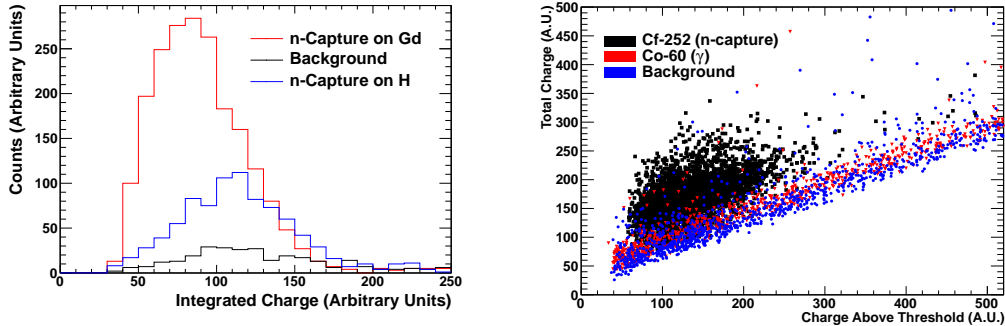 Counts (Arbitrary Units)
250
200
150
100
50
0
n-Capture on Gd
Background
n-Capture on H
0 50 100 150 200 250
Integrated Charge (Arbitrary Units)
Total Charge (A.U.)
500
450
400
350
300
250
200
150
100
50
0
Cf-252 (n-capture)
Co-60 (γ)
Background
0 100 200 300 400 500
Charge Above Threshold (A.U.)